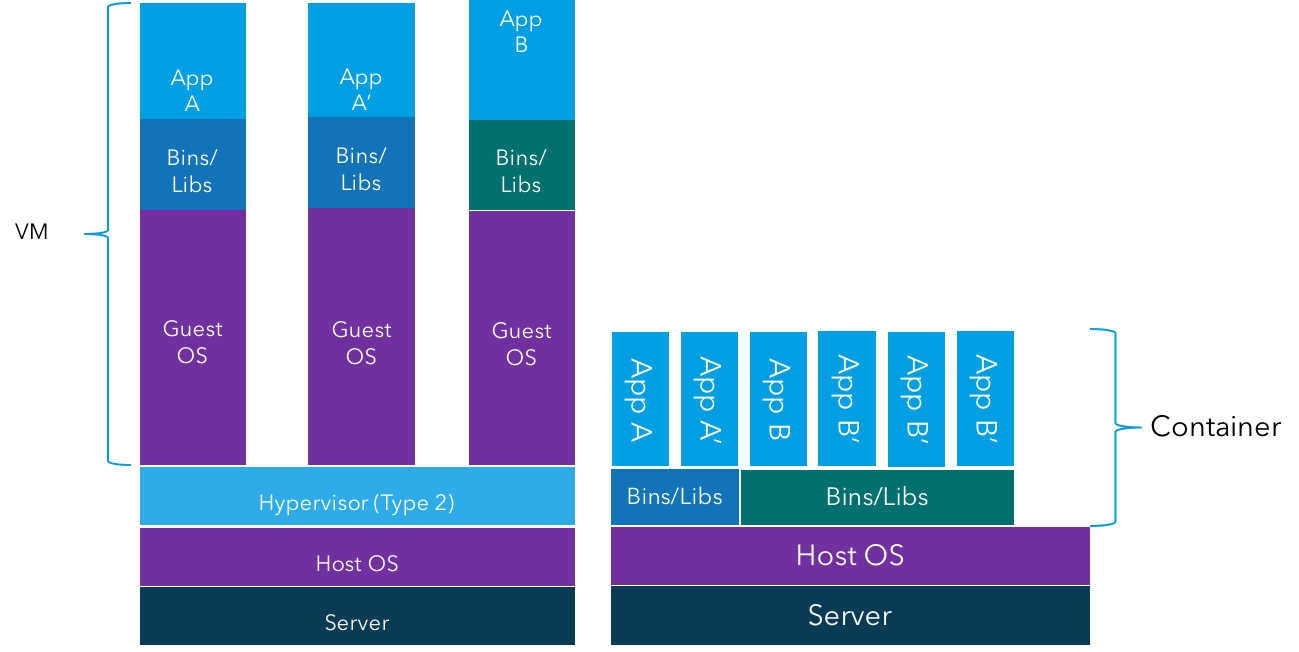 VM
App
A
Bins/
Libs
Guest
OS
App
A’
Bins/
Libs
Guest
OS
App
B
Bins/
Libs
Guest
OS
Hypervisor (Type 2)
Host OS
Server
App A
App A’
App B
App B’
App B’
App B’
Bins/Libs
Bins/Libs
Host OS
Server
Container